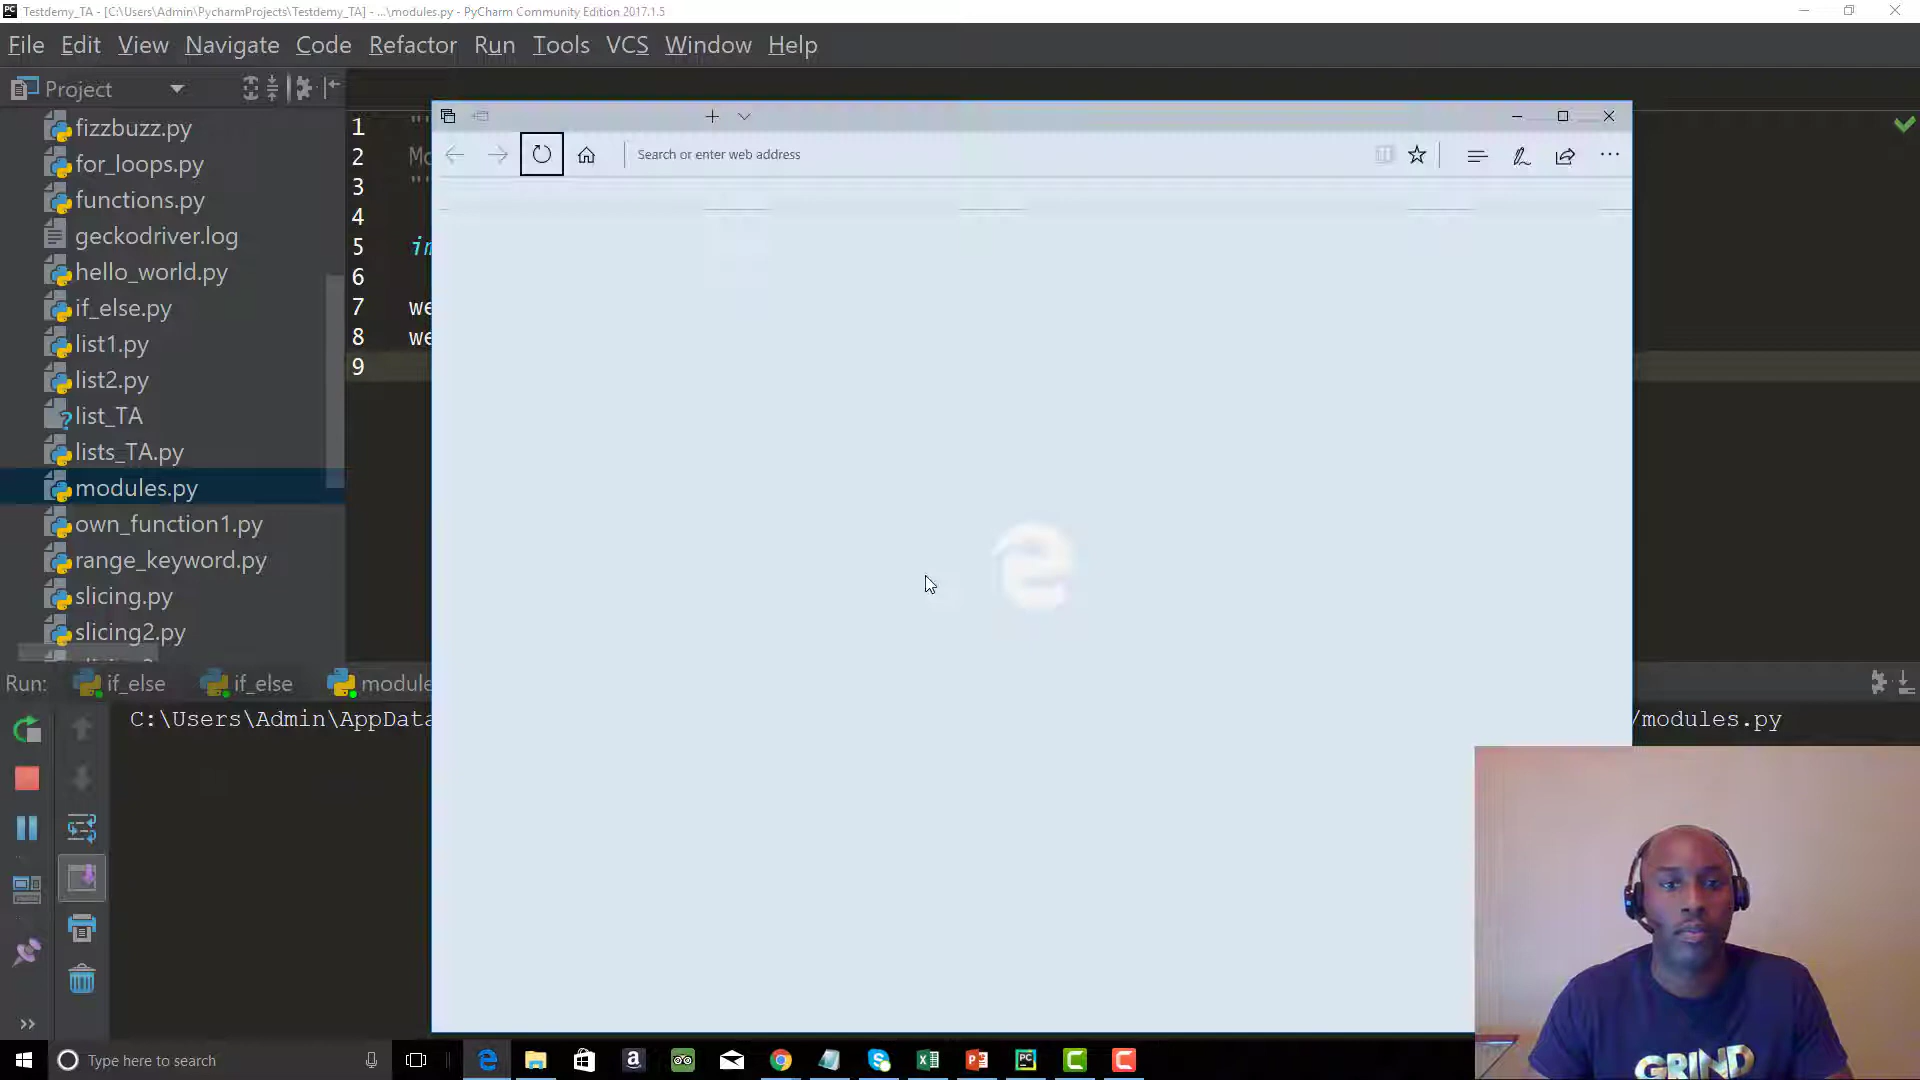 Testdemy_TA - [C:\Users\Admin\PycharmProjects\Testdemy_TA] - ...\modules.py - PyCharm Community Edition 2017.1.5
File Edit View Navigate Code Refactor Run Tools VCS Window Help
Project
fizzbuzz.py
for_loops.py
functions.py
geckodriver.log
hello_world.py
if_else.py
list1.py
list2.py
list_TA
lists_TA.py
modules.py
own_function1.py
range_keyword.py
slicing.py
slicing2.py
1
2 Mo
3
4
5 im
6
7 we
8 we
9
Search or enter web address
Run: if_else if_else module
C:\Users\Admin\AppData /modules.py
GRIND
Type here to search